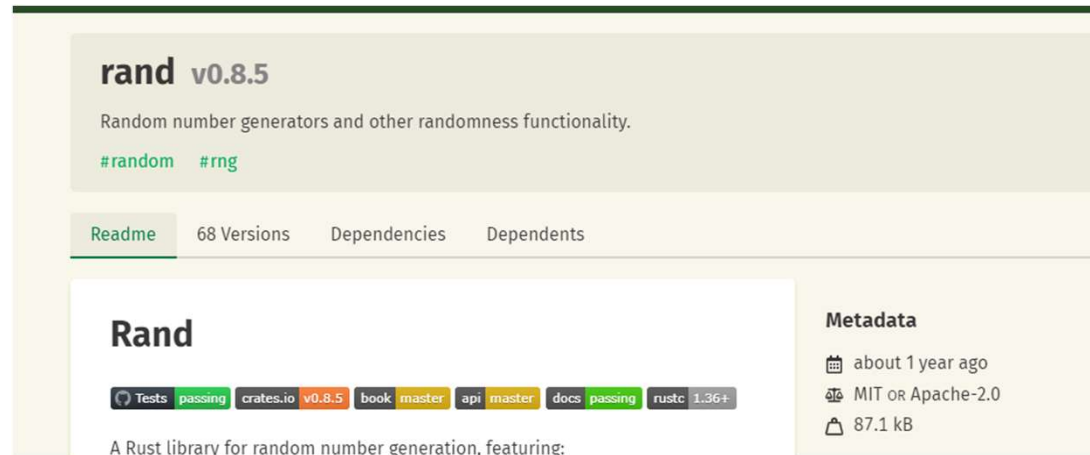 rand v0.8.5
Random number generators and other randomness functionality.
#random #rng
Readme 68 Versions Dependencies Dependents
Rand
Tests passing crates.io v0.8.5 book master api master docs passing rustc 1.36+
A Rust library for random number generation, featuring:
Metadata
about 1 year ago
MIT OR Apache-2.0
87.1 kB